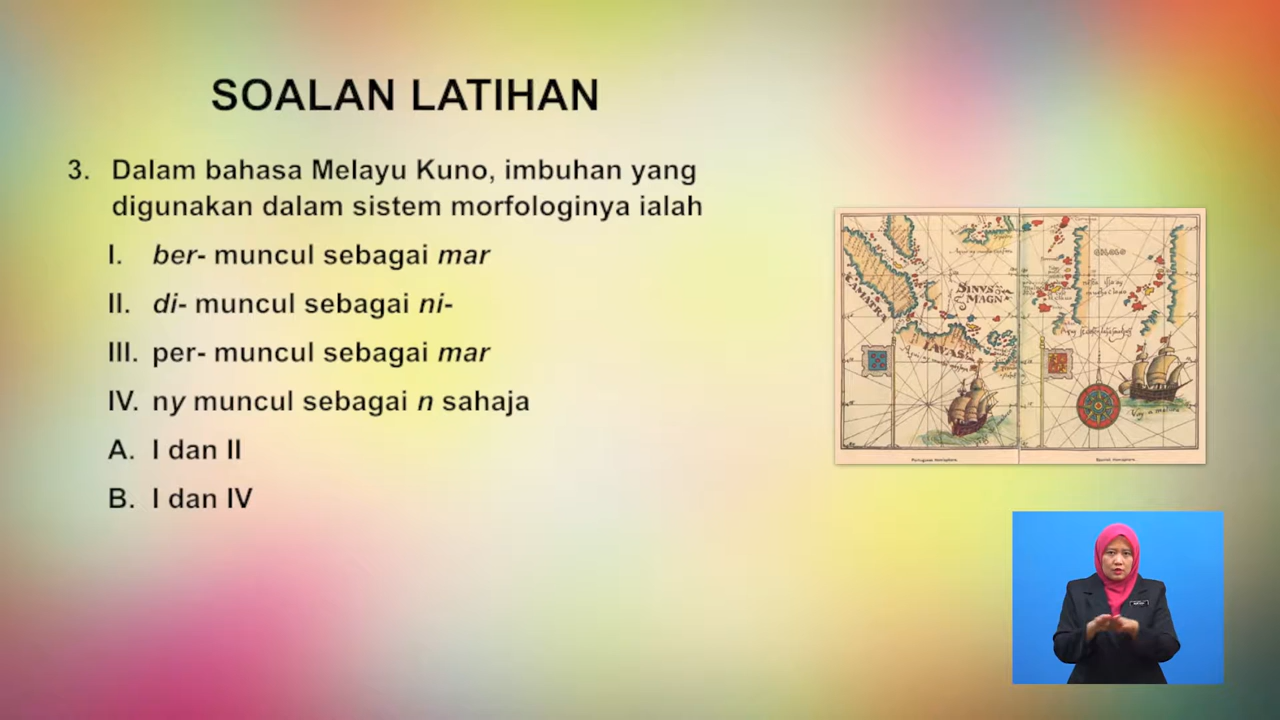 SOALAN LATIHAN
3. Dalam bahasa Melayu Kuno, imbuhan yang
digunakan dalam sistem morfologinya ialah
I. ber- muncul sebagai mar
II. di- muncul sebagai ni-
III. per- muncul sebagai mar
IV. ny muncul sebagai n sahaja
A. I dan II
B. I dan IV
SINVS
MAGN